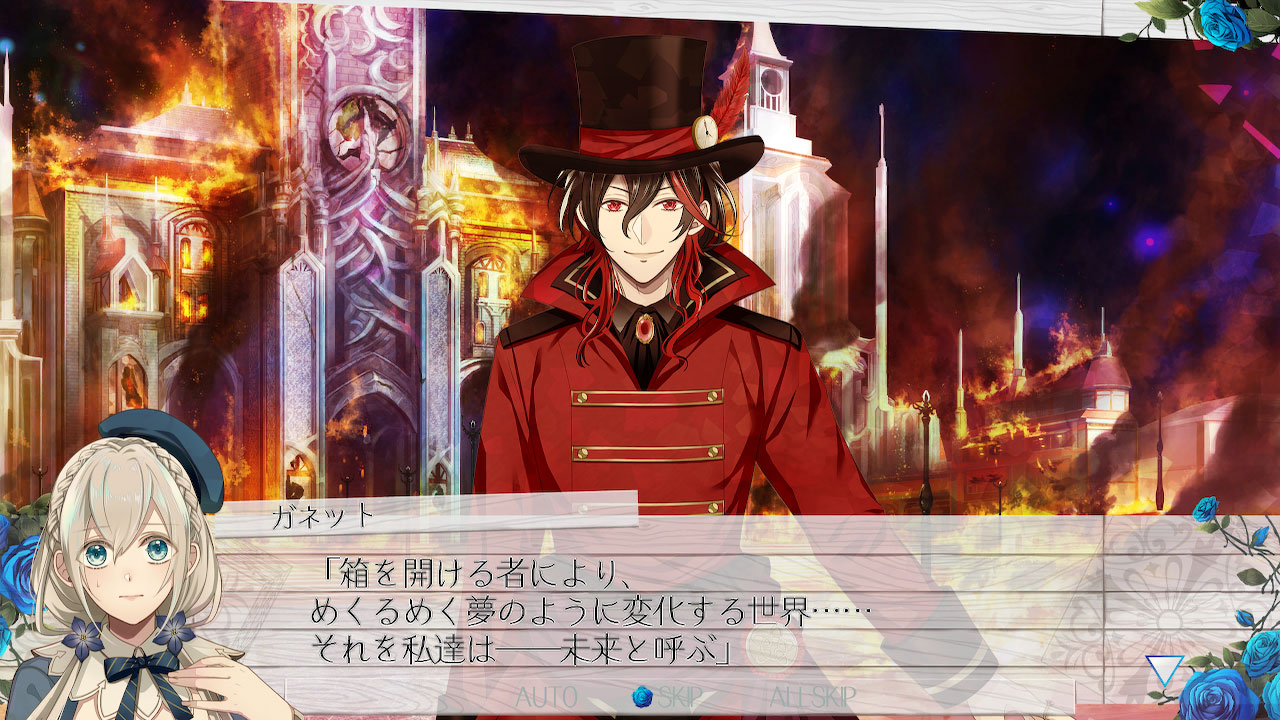 ガネット
「箱を開ける者により、
めくるめく夢のように変化する世界……
それを私達は──未来と呼ぶ」
AUTO SKIP ALL SKIP